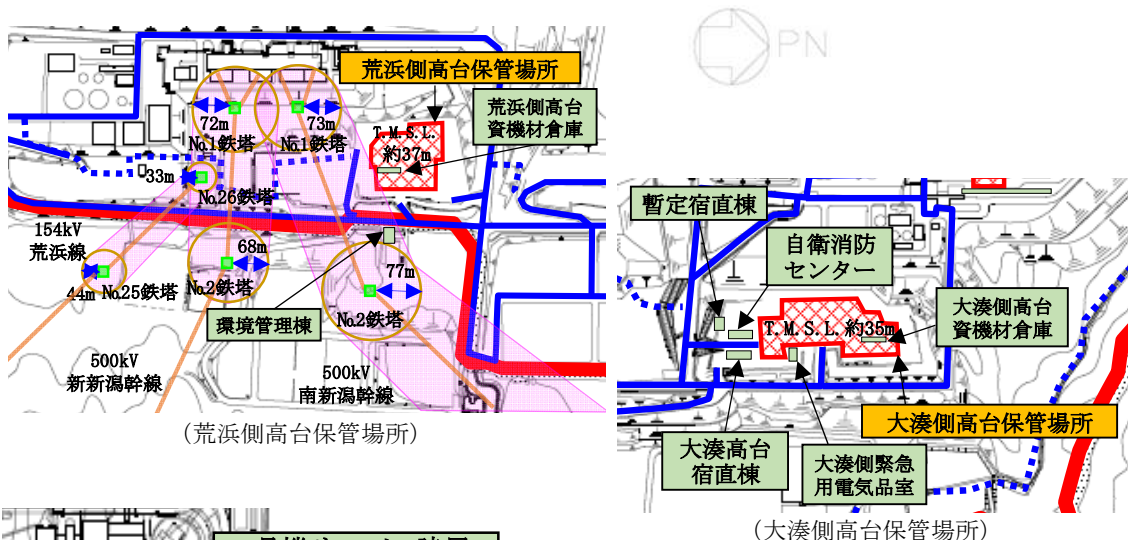 PN
荒浜側高台保管場所
荒浜側高台
資機材倉庫
T.M.S.L.
約37m
72m
No.1鉄塔
73m
No.1鉄塔
33m
No.26鉄塔
154kV
荒浜線
68m
No.2鉄塔
44m
No.25鉄塔
77m
No.2鉄塔
環境管理棟
500kV
新新潟幹線
500kV
南新潟幹線
(荒浜側高台保管場所)
暫定宿直棟
自衛消防
センター
大湊側高台
資機材倉庫
T.M.S.L.約35m
大湊側高台保管場所
大湊高台
宿直棟
大湊側緊急
用電気品室
(大湊側高台保管場所)